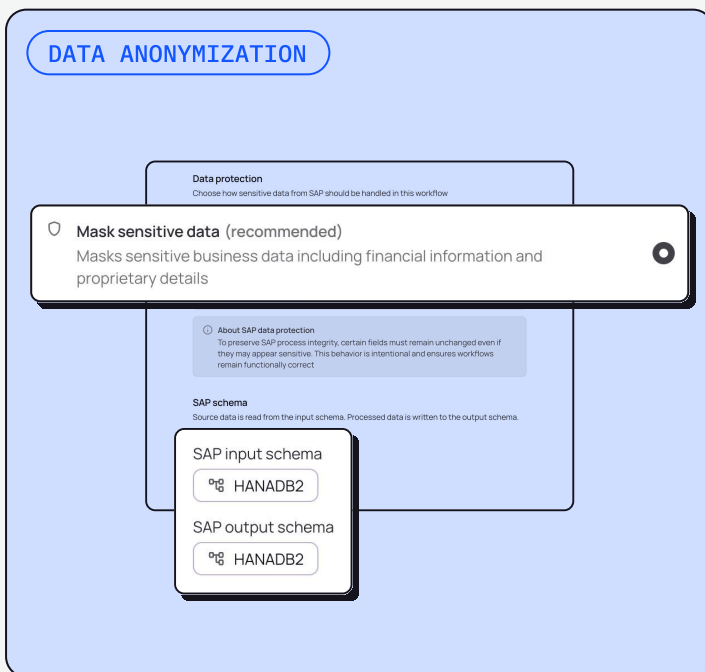 DATA ANONYMIZATION
Data protection
Choose how sensitive data from SAP should be handled in this workflow
Mask sensitive data (recommended)
Masks sensitive business data including financial information and
proprietary details
About SAP data protection
To preserve SAP process integrity, certain fields must remain unchanged even if
they may appear sensitive. This behavior is intentional and ensures workflows
remain functionally correct
SAP schema
Source data is read from the input schema. Processed data is written to the output schema.
SAP input schema
HANADB2
SAP output schema
HANADB2